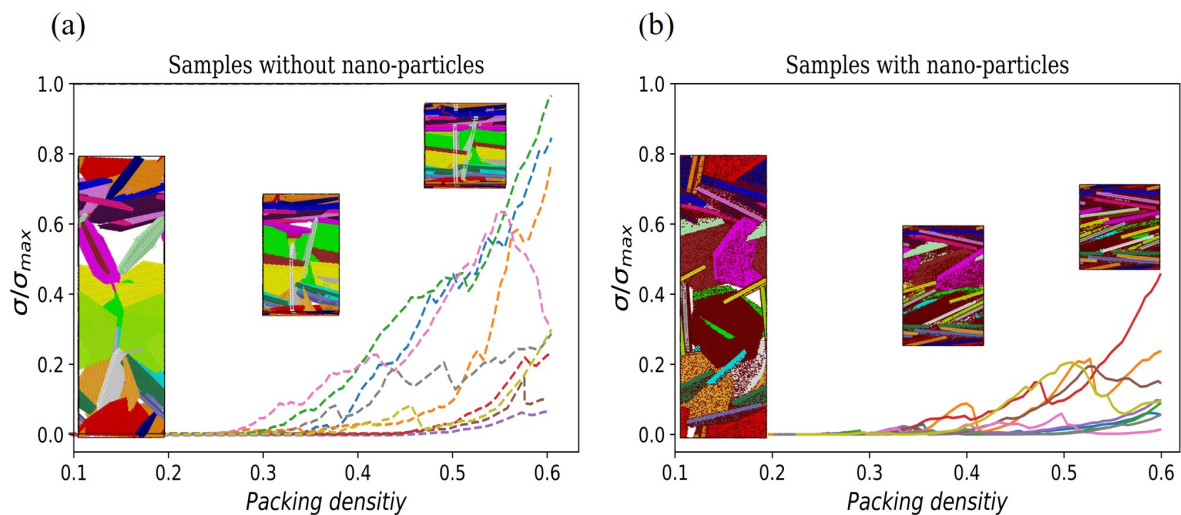 (a)
(b)
Samples without nano-particles
1.0
0.8
0.6
0.4
0.2
0.0
σ/σmax
0.1 0.2 0.3 0.4 0.5 0.6
Packing densitiy
Samples with nano-particles
1.0
0.8
0.6
0.4
0.2
0.0
σ/σmax
0.1 0.2 0.3 0.4 0.5 0.6
Packing densitiy